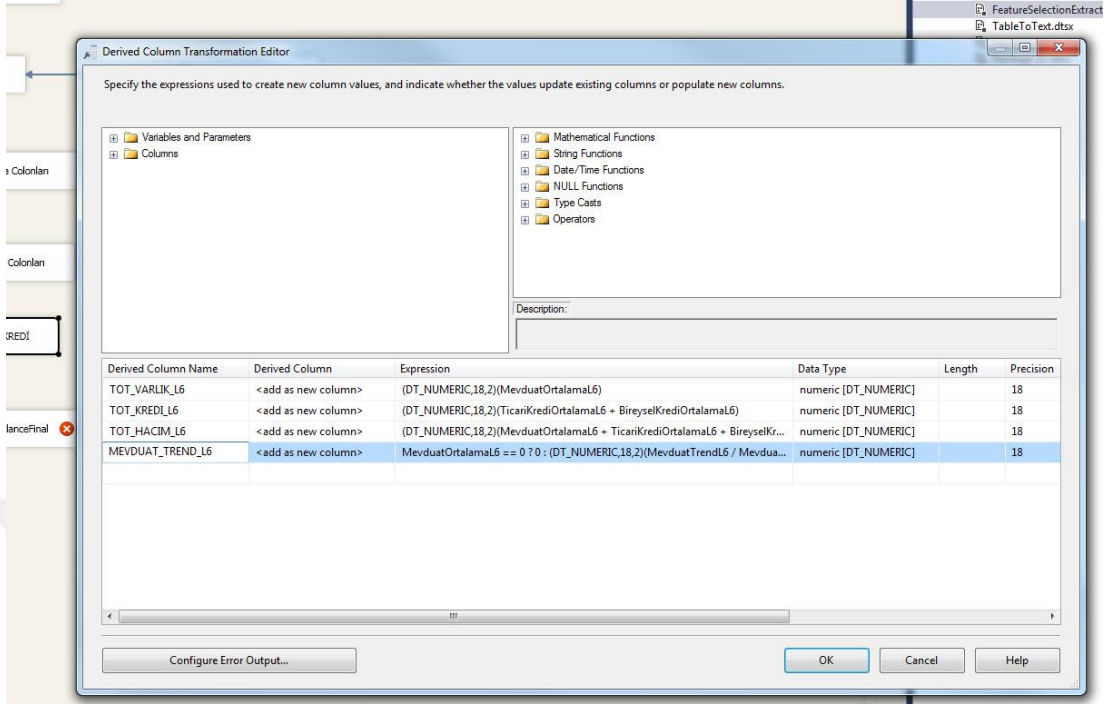 FeatureSelectionExtract
TableToText.dtsx
Derived Column Transformation Editor
Specify the expressions used to create new column values, and indicate whether the values update existing columns or populate new columns.
Variables and Parameters
Columns
Mathematical Functions
String Functions
Date/Time Functions
NULL Functions
Type Casts
Operators
a Colonları
Colonları
KREDİ
lanceFinal
Description:
Derived Column Name Derived Column Expression Data Type Length Precision
TOT_VARLIK_L6 <add as new column> (DT_NUMERIC,18,2)(MevduatOrtalamaL6) numeric [DT_NUMERIC] 18
TOT_KREDI_L6 <add as new column> (DT_NUMERIC,18,2)(TicariKrediOrtalamaL6 + BireyselKrediOrtalamaL6) numeric [DT_NUMERIC] 18
TOT_HACIM_L6 <add as new column> (DT_NUMERIC,18,2)(MevduatOrtalamaL6 + TicariKrediOrtalamaL6 + BireyselKr... numeric [DT_NUMERIC] 18
MEVDUAT_TREND_L6 <add as new column> MevduatOrtalamaL6 == 0 ? 0 : (DT_NUMERIC,18,2)(MevduatTrendL6 / Mevdua... numeric [DT_NUMERIC] 18
Configure Error Output... OK Cancel Help